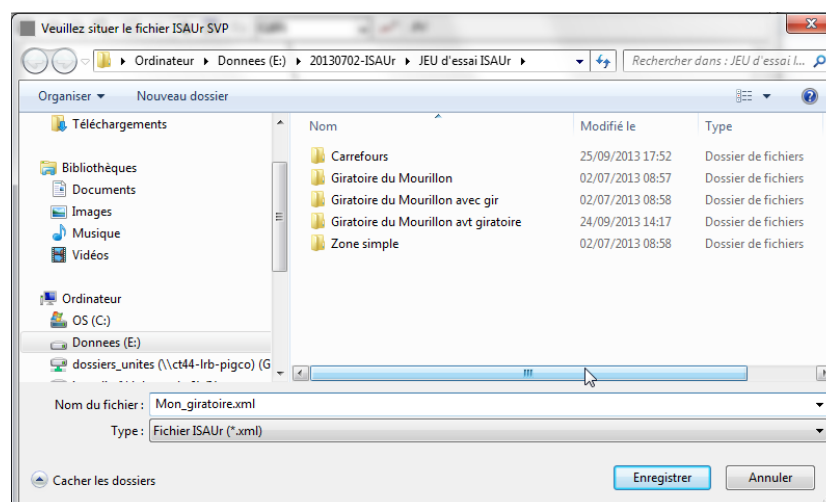 Veuillez situer le fichier ISAUr SVP
Ordinateur Donnees (E:) 20130702-ISAUr JEU d'essai ISAUr
Rechercher dans : JEU d'essai I...
Organiser Nouveau dossier
Téléchargements
Bibliothèques
Documents
Images
Musique
Vidéos
Ordinateur
OS (C:)
Donnees (E:)
dossiers_unites (\\ct44-lrb-pigco) (G
Nom Modifié le Type
Carrefours 25/09/2013 17:52 Dossier de fichiers
Giratoire du Mourillon 02/07/2013 08:57 Dossier de fichiers
Giratoire du Mourillon avec gir 02/07/2013 08:58 Dossier de fichiers
Giratoire du Mourillon avt giratoire 24/09/2013 14:17 Dossier de fichiers
Zone simple 02/07/2013 08:58 Dossier de fichiers
Nom du fichier : Mon_giratoire.xml
Type : Fichier ISAUr (*.xml)
Cacher les dossiers
Enregistrer Annuler